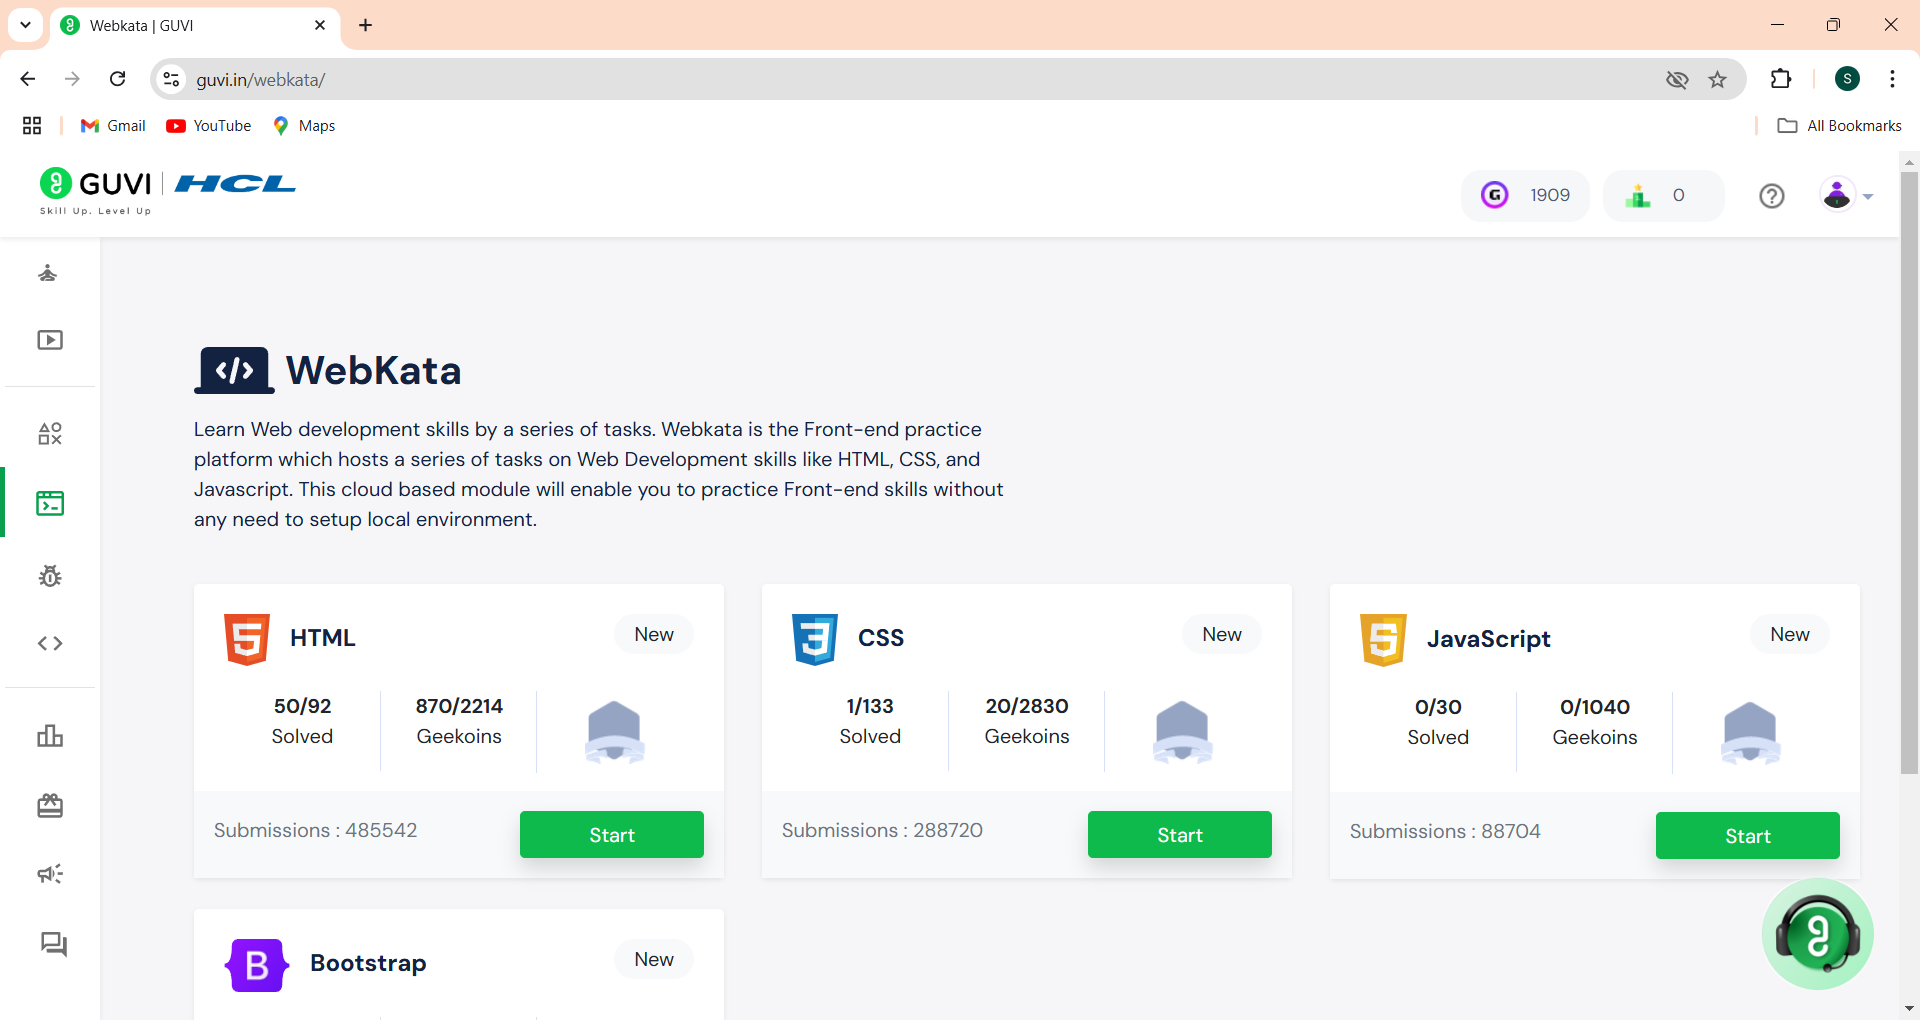 Webkata | GUVI
guvi.in/webkata/
S
Gmail
YouTube
Maps
All Bookmarks
GUVI | HCL
Skill Up. Level Up
G 1909
0
WebKata
Learn Web development skills by a series of tasks. Webkata is the Front-end practice
platform which hosts a series of tasks on Web Development skills like HTML, CSS, and
Javascript. This cloud based module will enable you to practice Front-end skills without
any need to setup local environment.
HTML
New
50/92
Solved
870/2214
Geekoins
Submissions : 485542
Start
CSS
New
1/133
Solved
20/2830
Geekoins
Submissions : 288720
Start
JavaScript
New
0/30
Solved
0/1040
Geekoins
Submissions : 88704
Start
B
Bootstrap
New